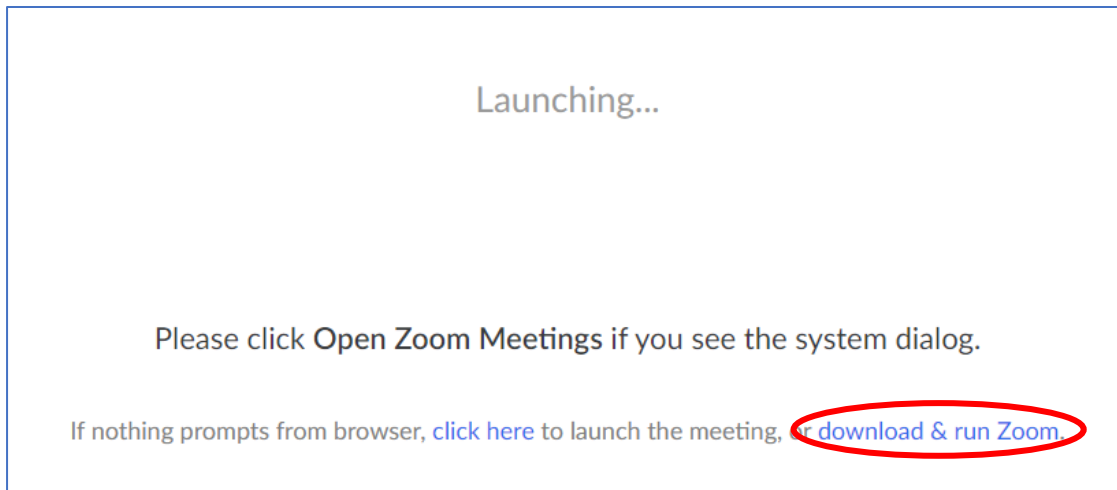 Launching...
Please click Open Zoom Meetings if you see the system dialog.
If nothing prompts from browser, click here to launch the meeting, or download & run Zoom.